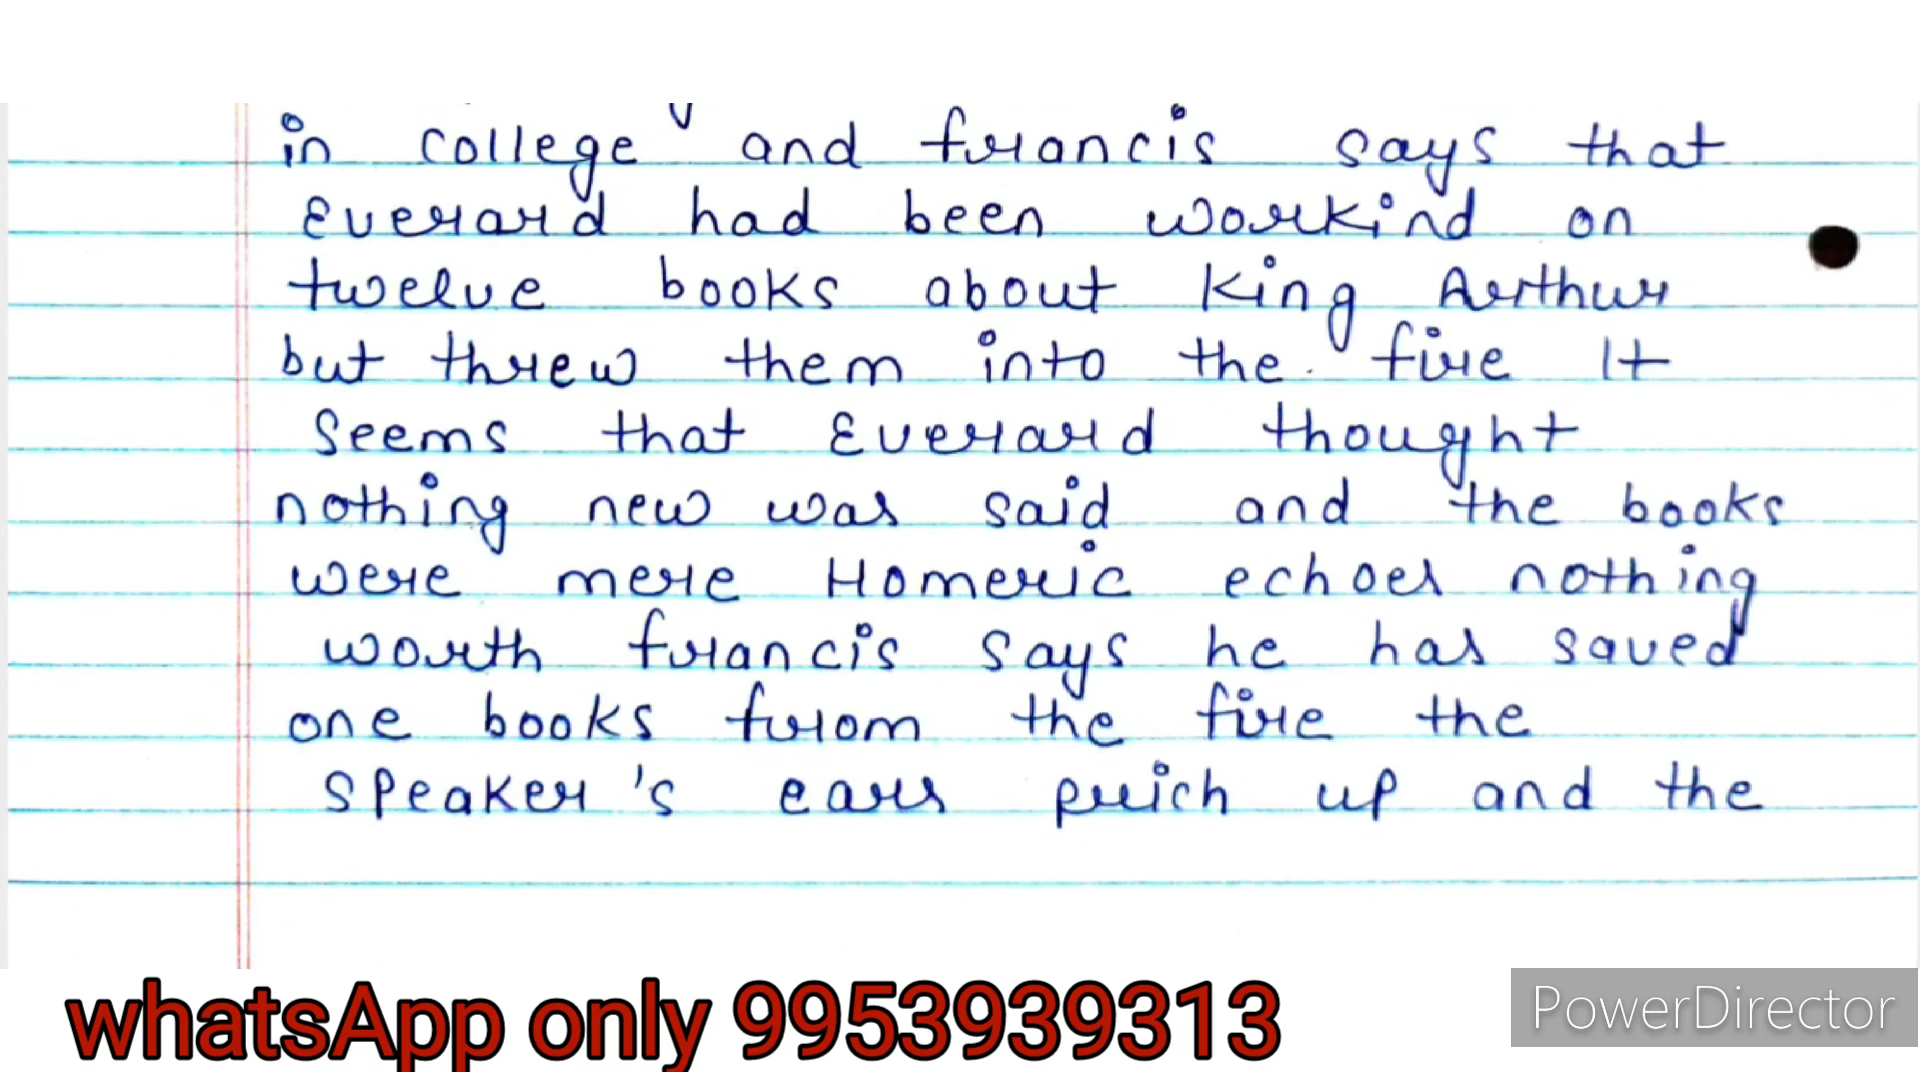 in college and francis says that
Everard had been workind on
twelve books about King Arthur
but threw them into the fire It
Seems that Everard thought
nothing new was said and the books
were mere Homeric echoes nothing
worth francis says he has saved
one books from the fire the
speaker's ears prich up and the
whatsApp only 9953939313
PowerDirector